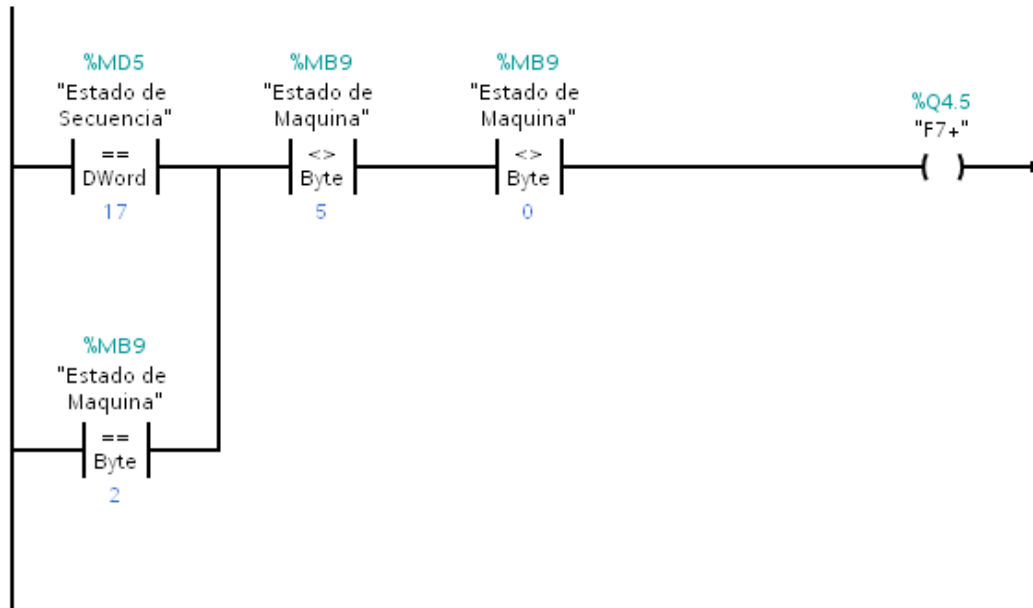 %MD5
"Estado de
Secuencia"
==
DWord
17
%MB9
"Estado de
Maquina"
<>
Byte
5
%MB9
"Estado de
Maquina"
<>
Byte
0
%Q4.5
"F7+"
%MB9
"Estado de
Maquina"
==
Byte
2